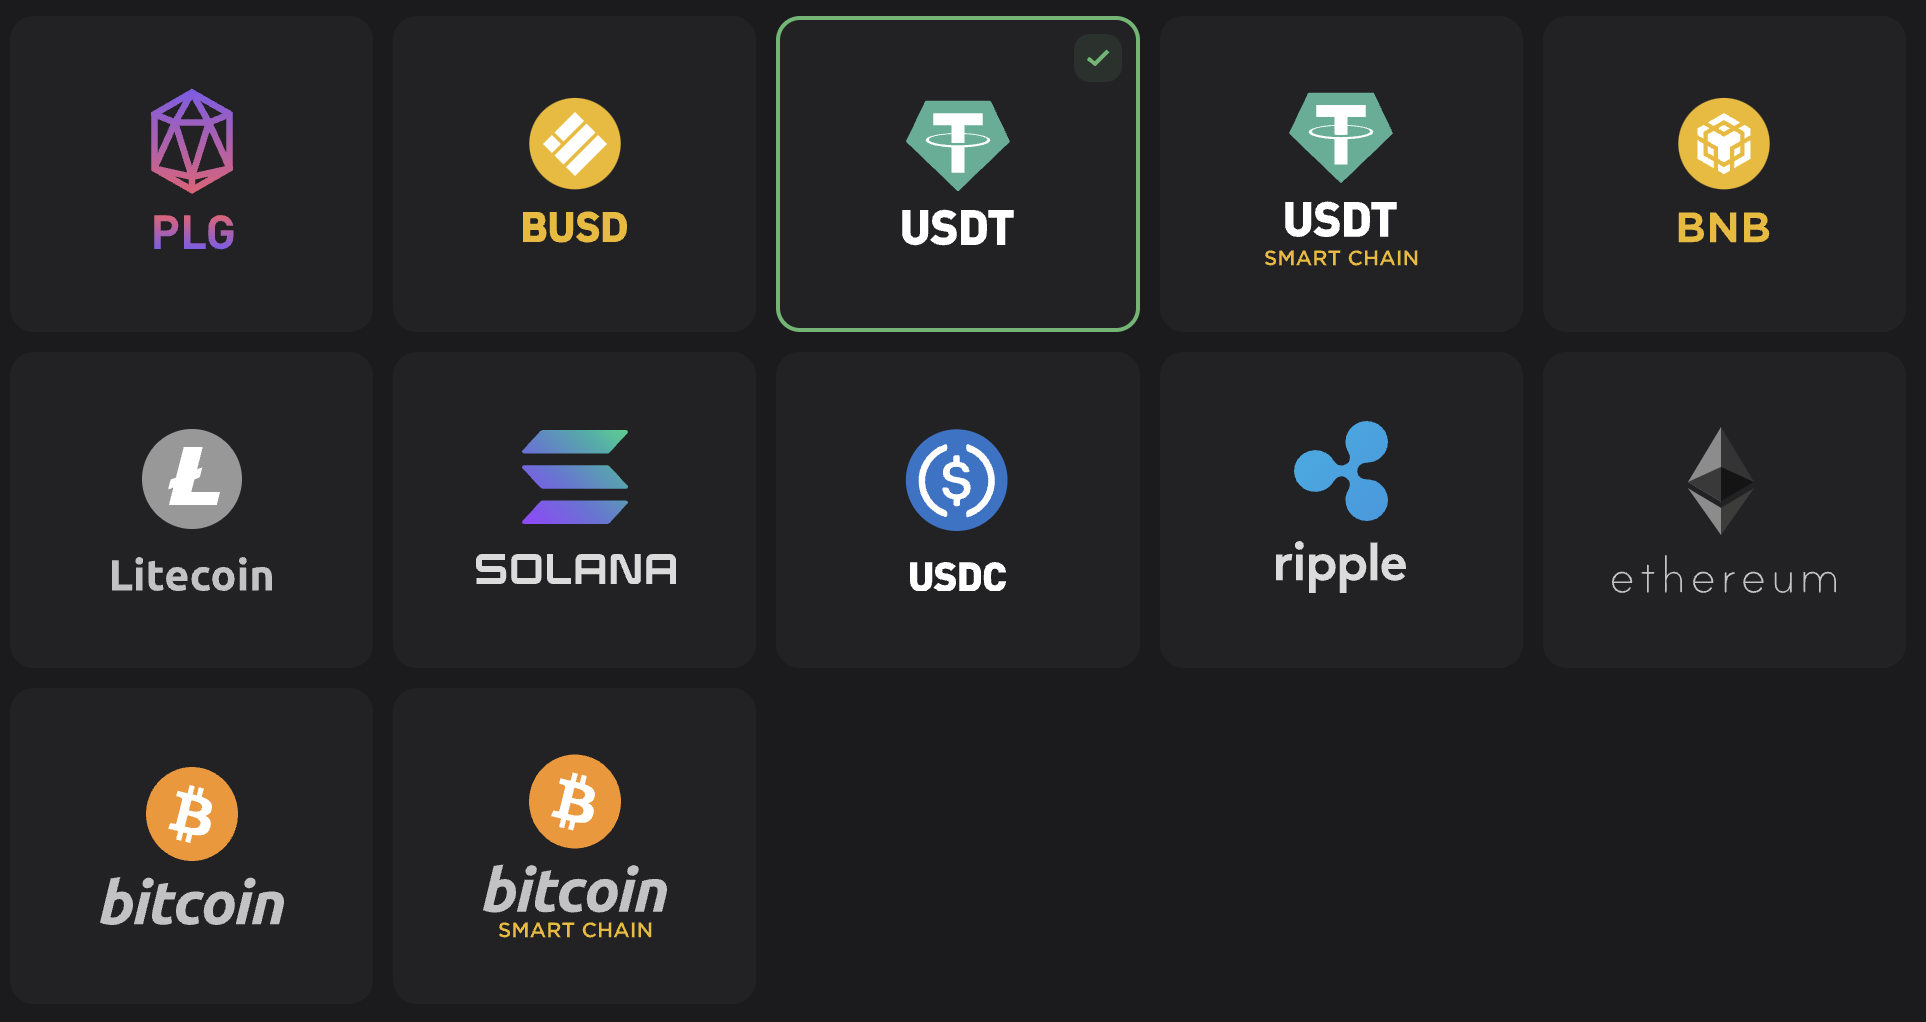 PLG
BUSD
USDT
USDT
SMART CHAIN
BNB
Litecoin
SOLANA
USDC
ripple
ethereum
bitcoin
bitcoin
SMART CHAIN